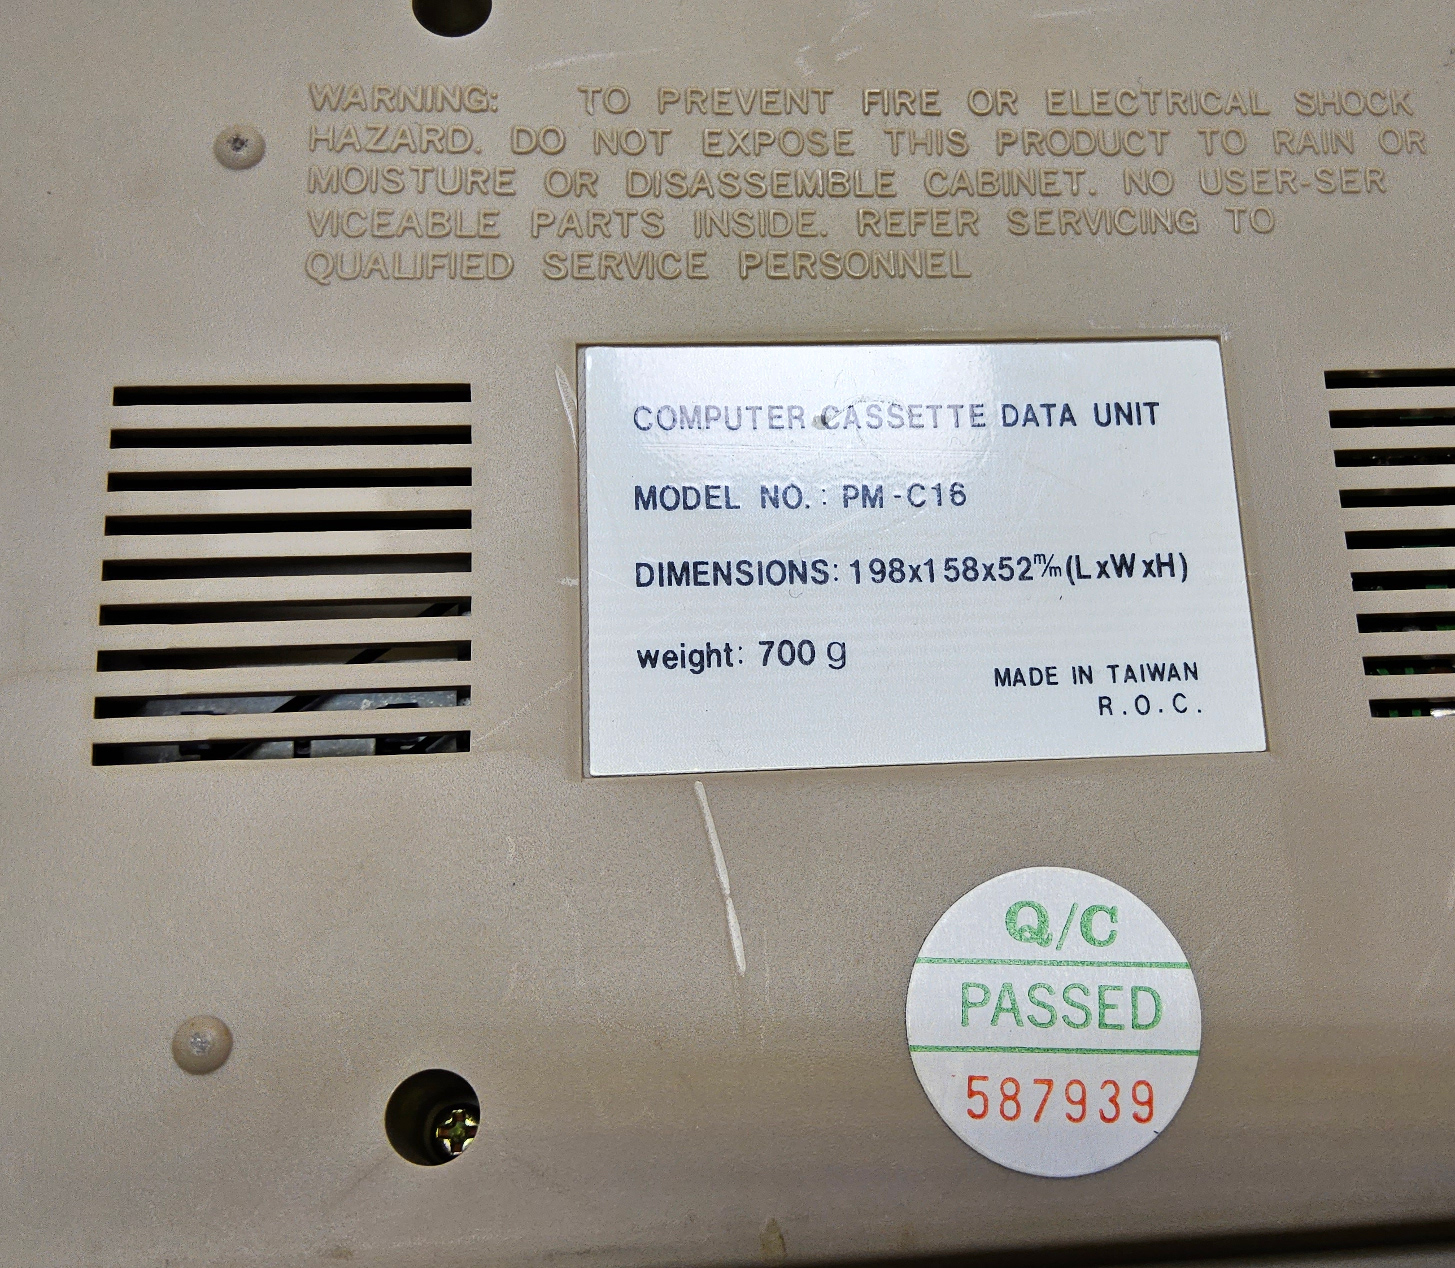 WARNING: TO PREVENT FIRE OR ELECTRICAL SHOCK
HAZARD. DO NOT EXPOSE THIS PRODUCT TO RAIN OR
MOISTURE OR DISASSEMBLE CABINET. NO USER-SER
VICEABLE PARTS INSIDE. REFER SERVICING TO
QUALIFIED SERVICE PERSONNEL
COMPUTER CASSETTE DATA UNIT
MODEL NO.: PM-C16
DIMENSIONS: 198x158x52m/m(LxWxH)
weight: 700 g
MADE IN TAIWAN
R.O.C.
Q/C
PASSED
587939